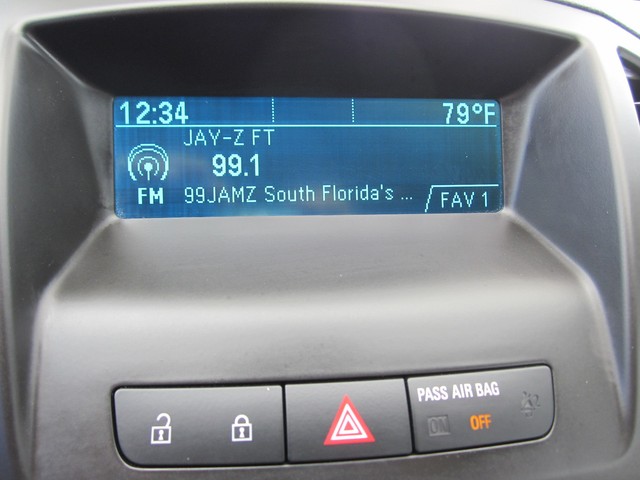 12:34 79°F
JAY-Z FT
99.1
FM 99JAMZ South Florida's ... FAV 1
PASS AIR BAG
ON OFF